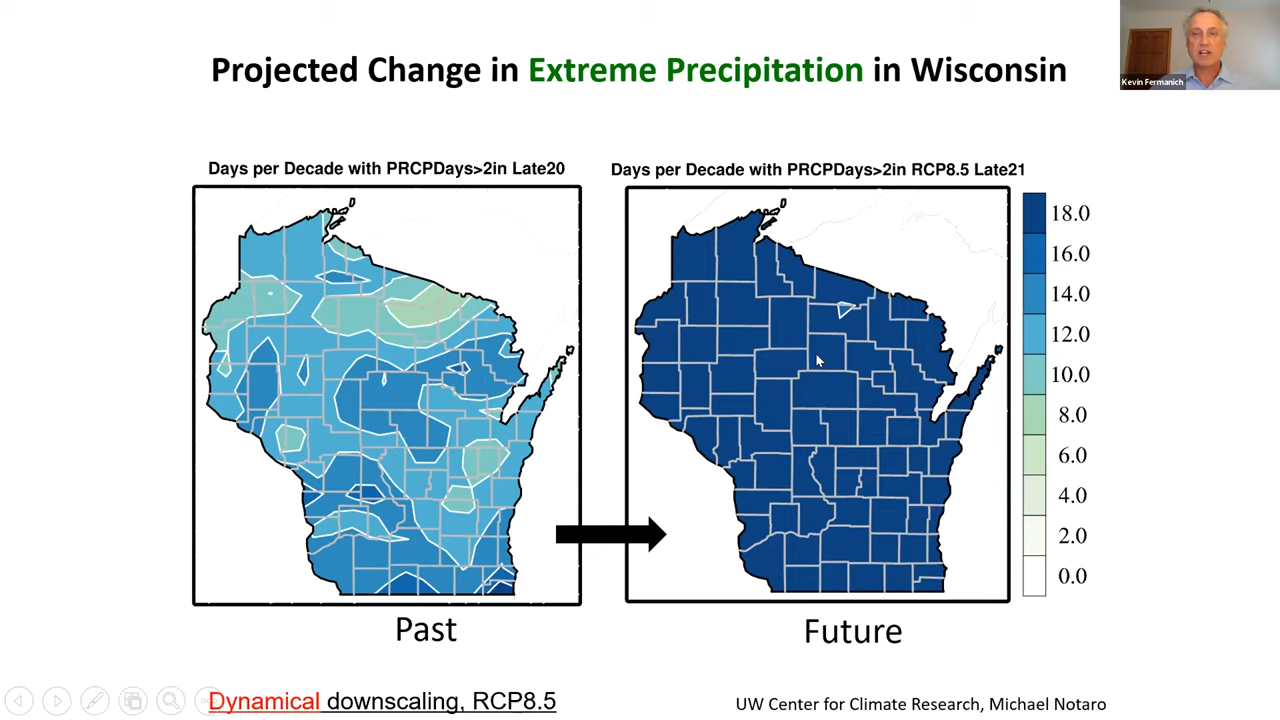 Projected Change in Extreme Precipitation in Wisconsin
Kevin Fermanich
Days per Decade with PRCPDays>2in Late20
Days per Decade with PRCPDays>2in RCP8.5 Late21
18.0
16.0
14.0
12.0
10.0
8.0
6.0
4.0
2.0
0.0
Past
Future
Dynamical downscaling, RCP8.5
UW Center for Climate Research, Michael Notaro